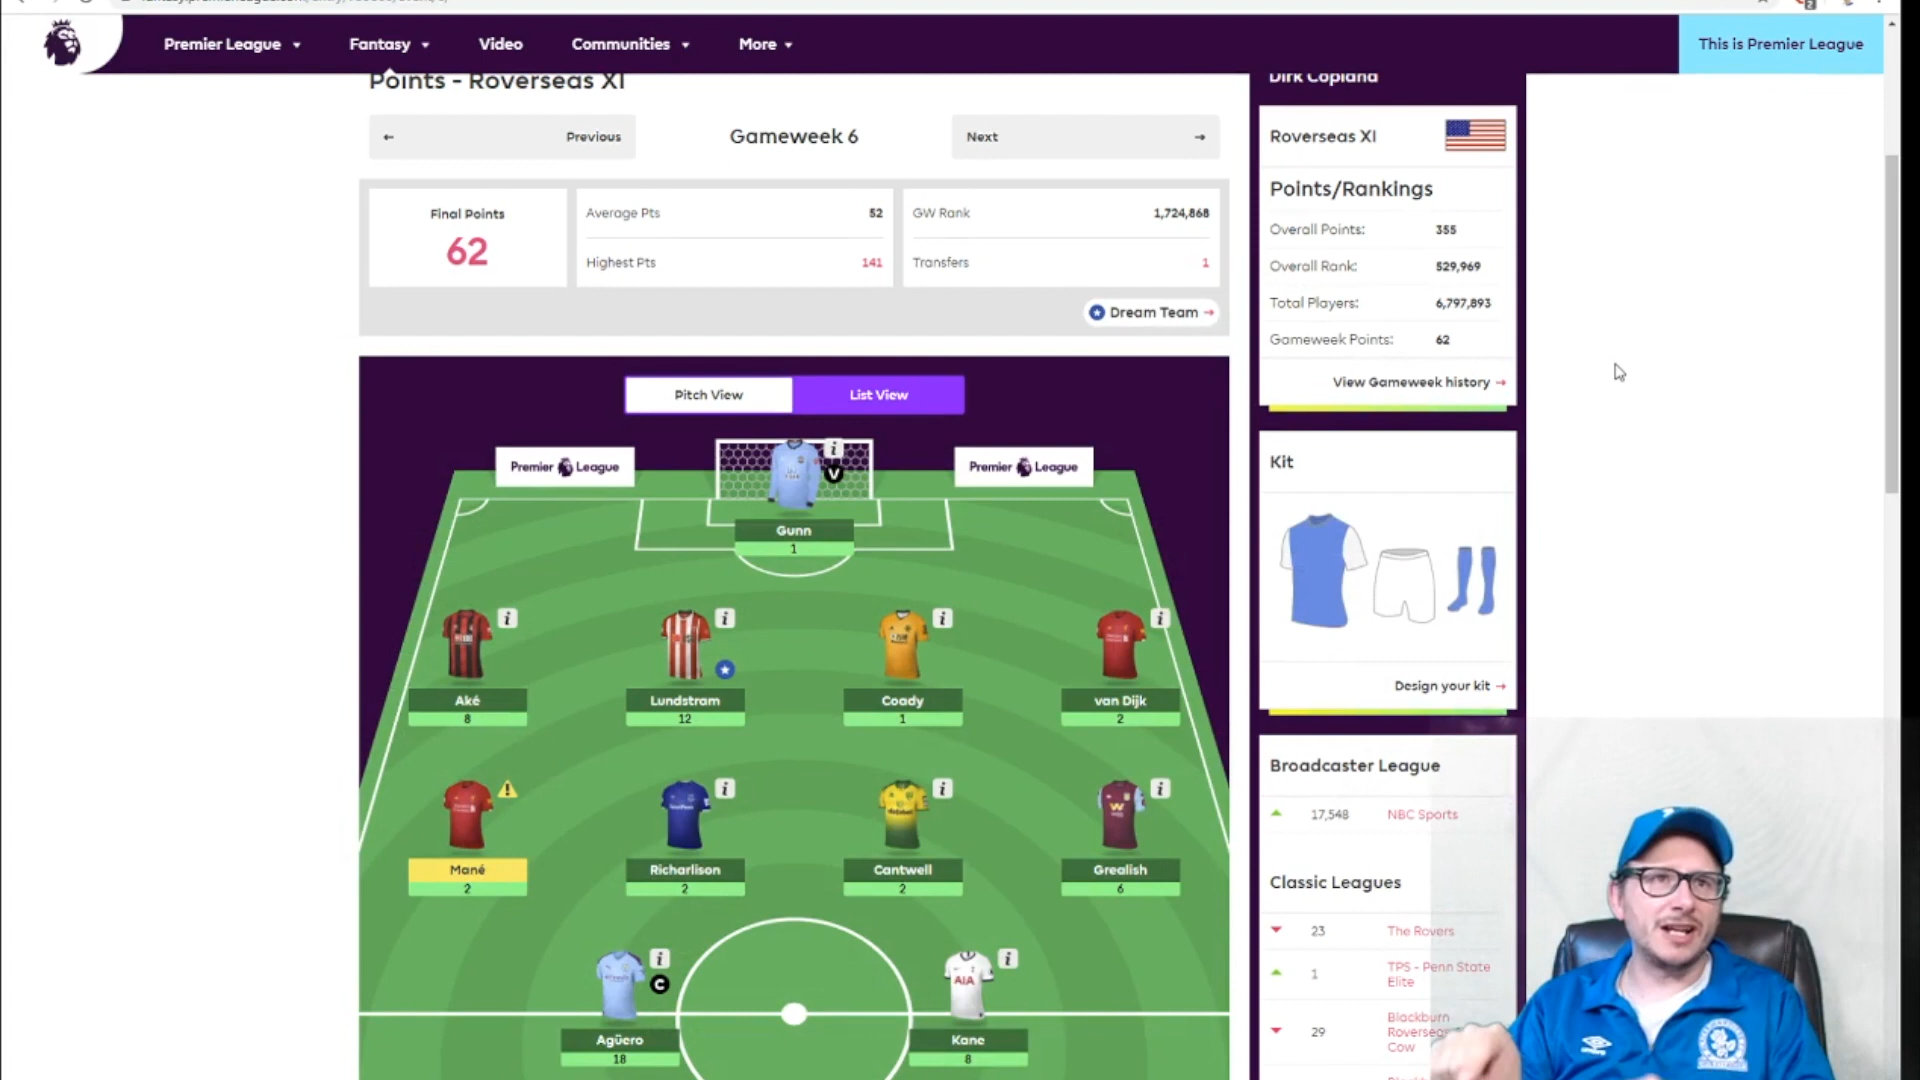 Premier League
Fantasy
Video
Communities
More
This is Premier League
Points - Roverseas XI
Dirk Copland
← Previous
Gameweek 6
Next →
Roverseas XI
Final Points
62
Average Pts 52
Highest Pts 141
GW Rank 1,724,868
Transfers 1
Dream Team →
Points/Rankings
Overall Points: 355
Overall Rank: 529,969
Total Players: 6,797,893
Gameweek Points: 62
View Gameweek history →
Pitch View
List View
Premier League
Premier League
i
V
Gunn
1
i
i
i
i
Aké
8
Lundstram
12
Coady
1
van Dijk
2
i
i
i
Mané
2
Richarlison
2
Cantwell
2
Grealish
6
i
C
i
AIA
Agüero
18
Kane
8
Kit
Design your kit →
Broadcaster League
17,548 NBC Sports
Classic Leagues
23 The Rovers
1 TPS - Penn State
Elite
29 Blackburn
Roverseas
Cow
umbro